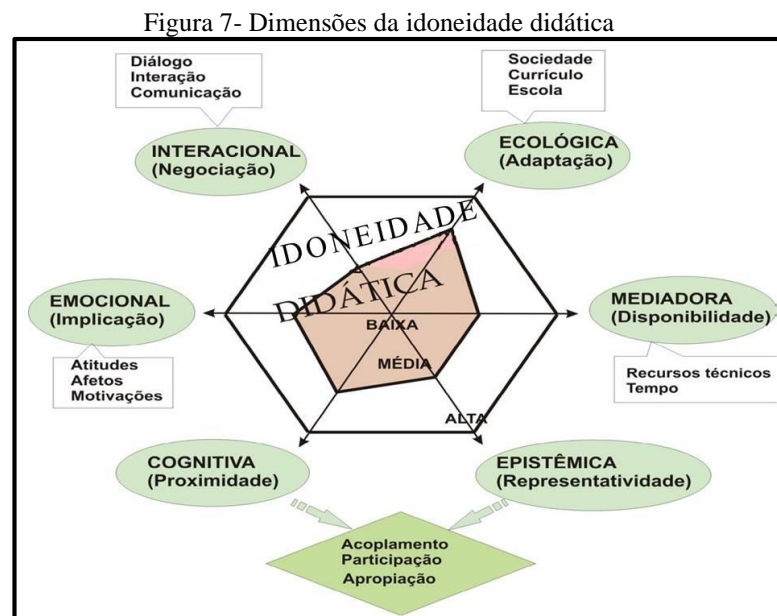 Figura 7- Dimensões da idoneidade didática
Diálogo
Interação
Comunicação
Sociedade
Currículo
Escola
INTERACIONAL
(Negociação)
ECOLÓGICA
(Adaptação)
IDONEIDADE
DIDÁTICA
EMOCIONAL
(Implicação)
MEDIADORA
(Disponibilidade)
BAIXA
MÉDIA
ALTA
Atitudes
Afetos
Motivações
Recursos técnicos
Tempo
COGNITIVA
(Proximidade)
EPISTÊMICA
(Representatividade)
Acoplamento
Participação
Apropiação